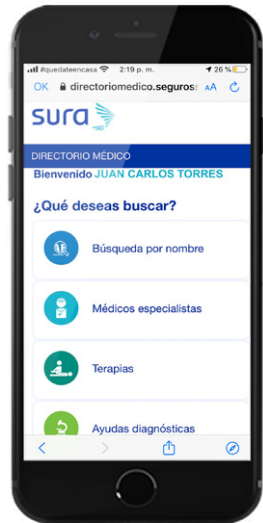 #quedateencasa 2:19 p. m. 26 %
OK directoriomedico.seguros: AA
sura
DIRECTORIO MÉDICO
Bienvenido JUAN CARLOS TORRES
¿Qué deseas buscar?
Búsqueda por nombre
Médicos especialistas
Terapias
Ayudas diagnósticas